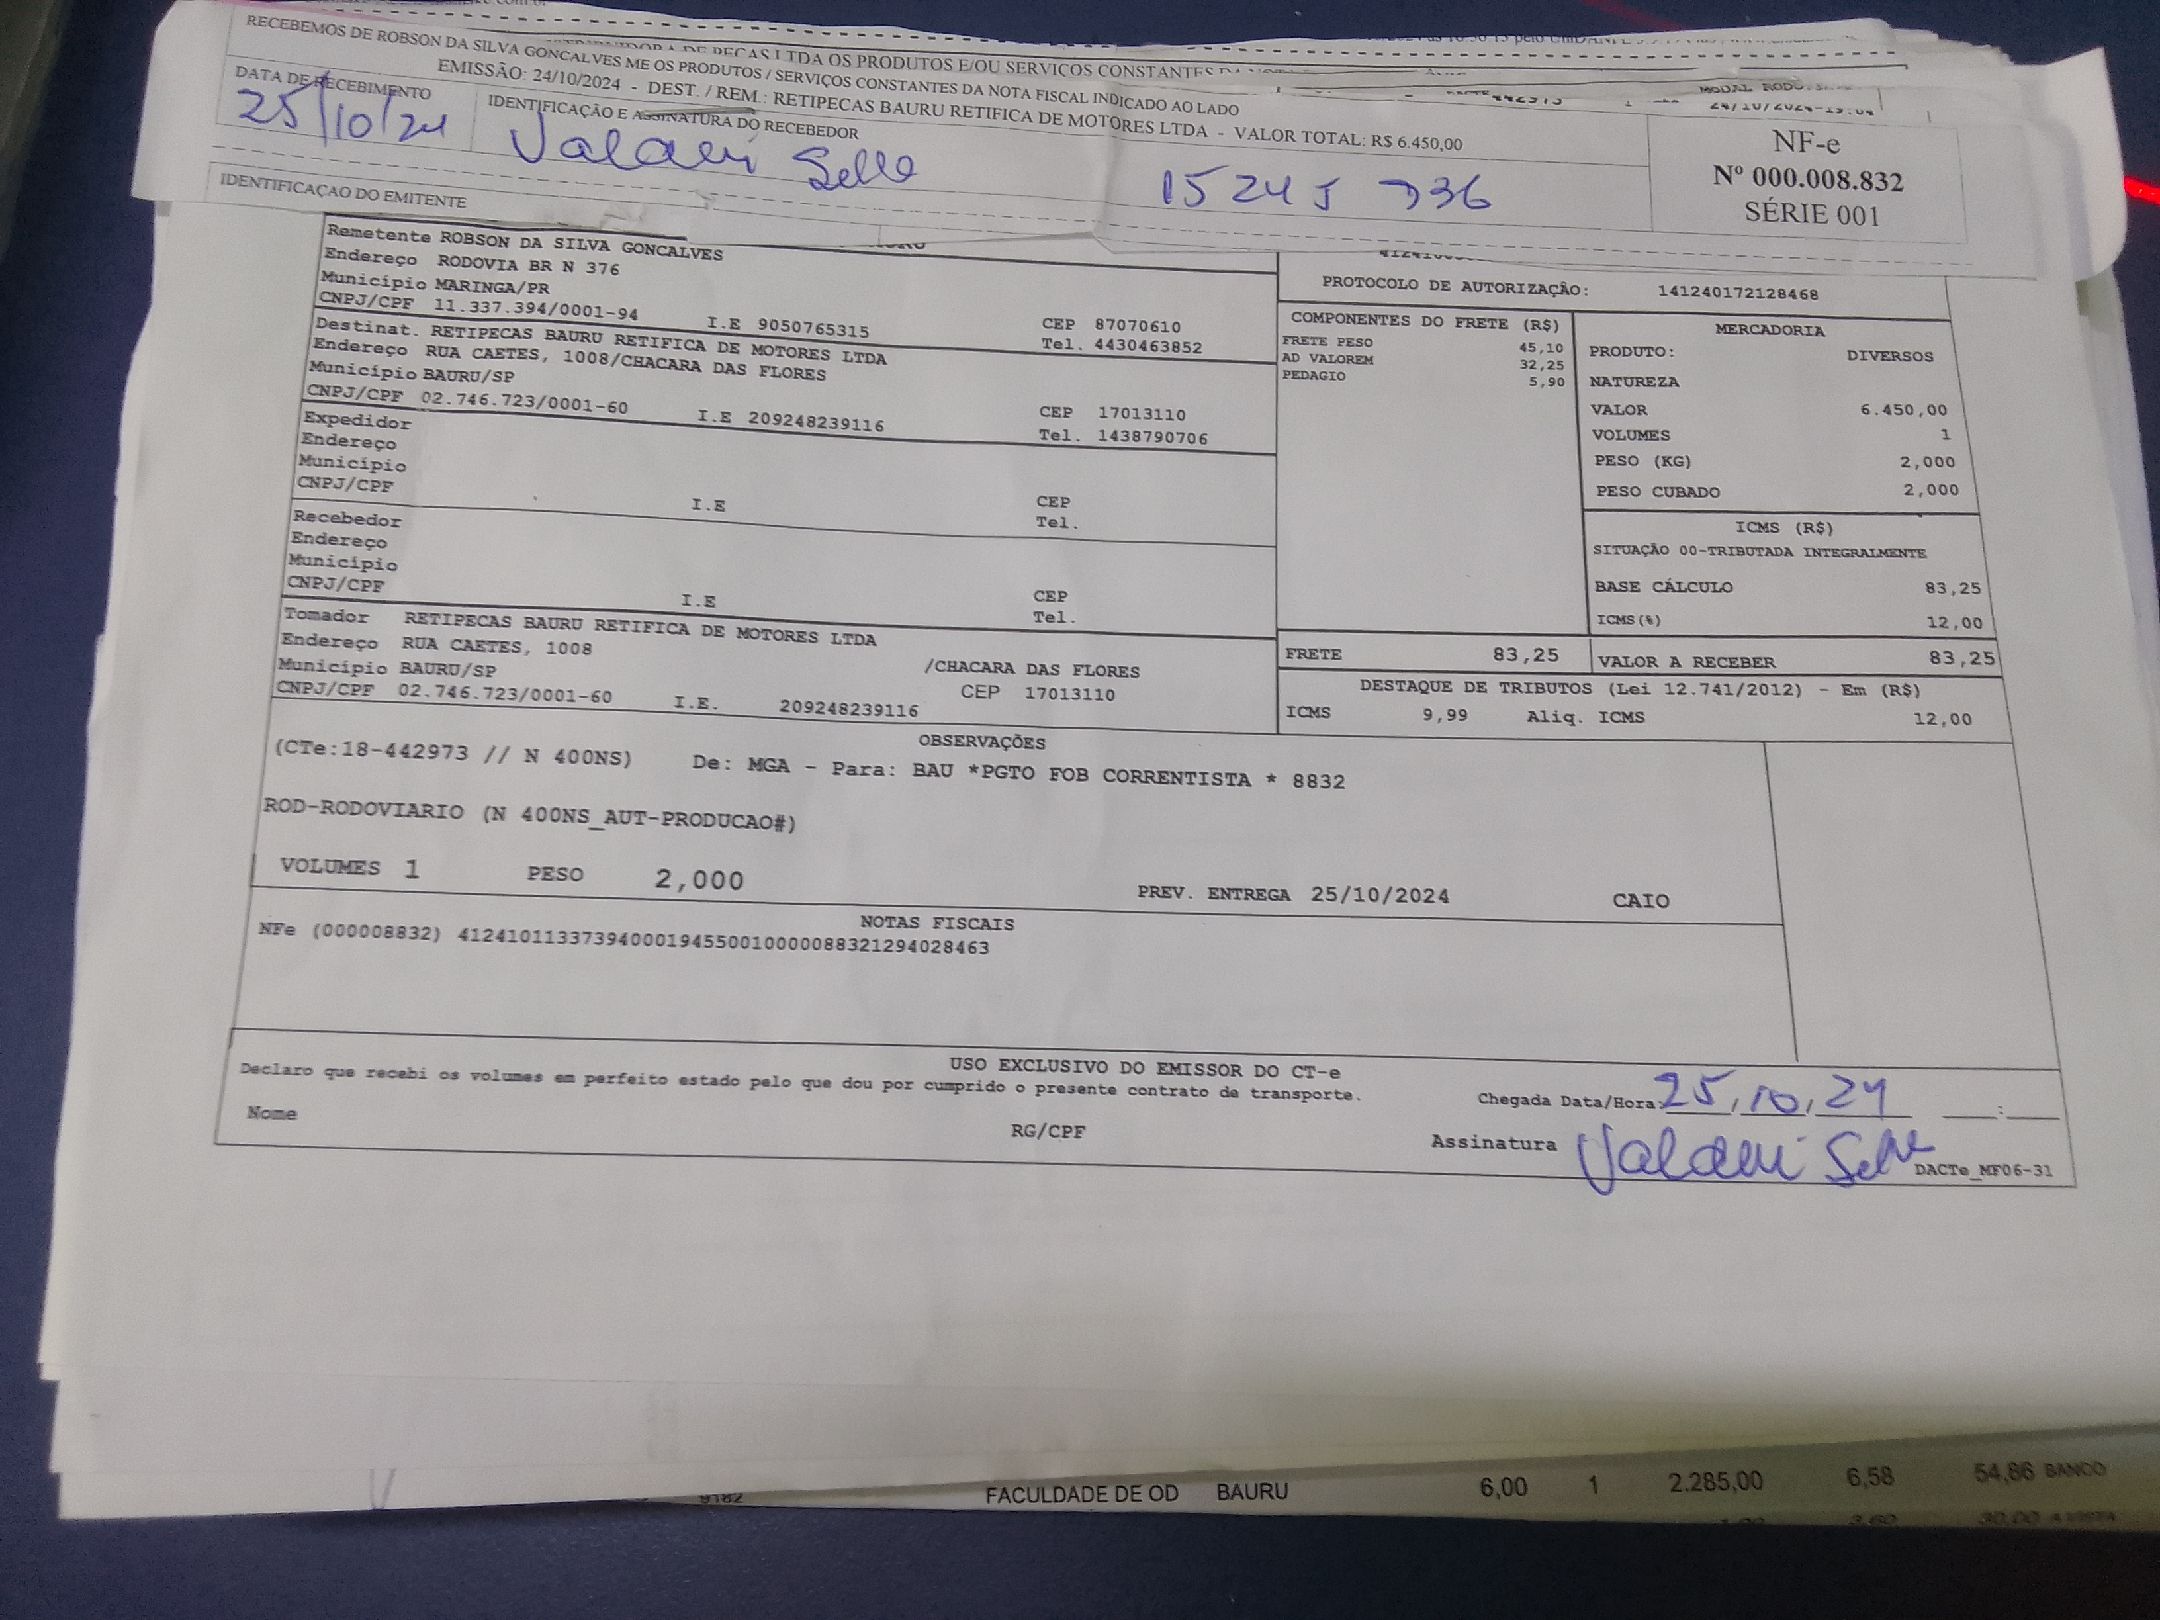 RECEBEMOS DE ROBSON DA SILVA GONCALVES ME OS PRODUTOS / SERVIÇOS CONSTANTES DA NOTA FISCAL INDICADO AO LADO
DE PECAS LTDA OS PRODUTOS E/OU SERVICOS CONSTANTES
EMISSÃO: 24/10/2024 - DEST. / REM.: RETIPECAS BAURU RETIFICA DE MOTORES LTDA - VALOR TOTAL: R$ 6.450,00
DATA DE RECEBIMENTO
25/10/24
IDENTIFICAÇÃO E ASSINATURA DO RECEBEDOR
15245 736
NF-e
Nº 000.008.832
SÉRIE 001
IDENTIFICAÇAO DO EMITENTE
Remetente ROBSON DA SILVA GONCALVES
Endereço RODOVIA BR N 376
Município MARINGA/PR
CNPJ/CPF 11.337.394/0001-94 I.E 9050765315 CEP 87070610
Tel. 4430463852
Destinat. RETIPECAS BAURU RETIFICA DE MOTORES LTDA
Endereço RUA CAETES, 1008/CHACARA DAS FLORES
Município BAURU/SP
CNPJ/CPF 02.746.723/0001-60 I.E 209248239116 CEP 17013110
Tel. 1438790706
Expedidor
Endereço
Município
CNPJ/CPF I.E CEP
Tel.
Recebedor
Endereço
Município
CNPJ/CPF I.E CEP
Tel.
Tomador RETIPECAS BAURU RETIFICA DE MOTORES LTDA
Endereço RUA CAETES, 1008 /CHACARA DAS FLORES
Município BAURU/SP CEP 17013110
CNPJ/CPF 02.746.723/0001-60 I.E. 209248239116
PROTOCOLO DE AUTORIZAÇÃO: 141240172128468
COMPONENTES DO FRETE (R$)
FRETE PESO 45,10
AD VALOREM 32,25
PEDAGIO 5,90
MERCADORIA
PRODUTO: DIVERSOS
NATUREZA
VALOR 6.450,00
VOLUMES 1
PESO (KG) 2,000
PESO CUBADO 2,000
ICMS (R$)
SITUAÇÃO 00-TRIBUTADA INTEGRALMENTE
BASE CÁLCULO 83,25
ICMS(%) 12,00
FRETE 83,25 VALOR A RECEBER 83,25
DESTAQUE DE TRIBUTOS (Lei 12.741/2012) - Em (R$)
ICMS 9,99 Aliq. ICMS 12,00
OBSERVAÇÕES
(CTe:18-442973 // N 400NS) De: MGA - Para: BAU *PGTO FOB CORRENTISTA * 8832
ROD-RODOVIARIO (N 400NS_AUT-PRODUCAO#)
VOLUMES 1 PESO 2,000 PREV. ENTREGA 25/10/2024 CAIO
NOTAS FISCAIS
NFe (000008832) 41241011337394000194550010000088321294028463
USO EXCLUSIVO DO EMISSOR DO CT-e
Declaro que recebi os volumes em perfeito estado pelo que dou por cumprido o presente contrato de transporte.
Chegada Data/Hora: 25,10,24 :
Nome RG/CPF Assinatura
DACTe_MF06-31
FACULDADE DE OD BAURU 6,00 1 2.285,00 6,58 54,86 BANCO